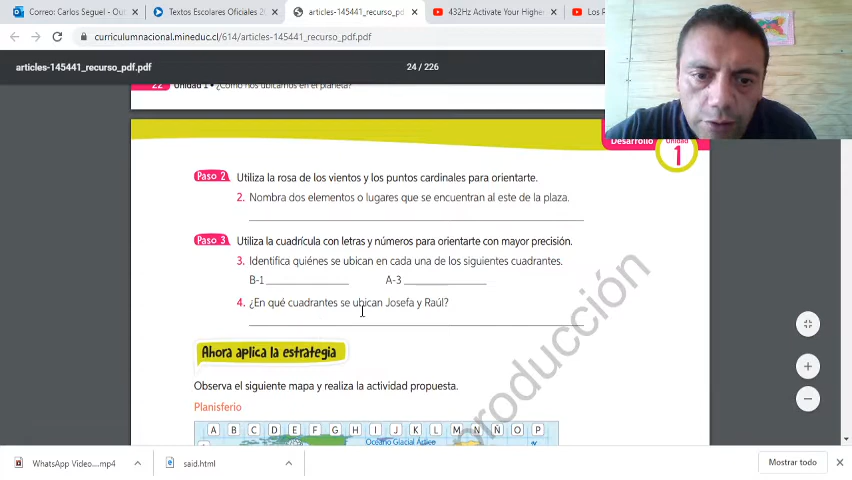 Correo: Carlos Seguel - Out
Textos Escolares Oficiales 20
articles-145441_recurso_pd
432Hz Activate Your Higher
Los P
curriculumnacional.mineduc.cl/614/articles-145441_recurso_pdf.pdf
articles-145441_recurso_pdf.pdf
24 / 226
22 Unidad 1 • ¿Cómo nos ubicamos en el planeta?
Desarrollo
Unidad
1
Paso 2 Utiliza la rosa de los vientos y los puntos cardinales para orientarte.
2. Nombra dos elementos o lugares que se encuentran al este de la plaza.
Paso 3 Utiliza la cuadrícula con letras y números para orientarte con mayor precisión.
3. Identifica quiénes se ubican en cada una de los siguientes cuadrantes.
B-1 A-3
4. ¿En qué cuadrantes se ubican Josefa y Raúl?
Ahora aplica la estrategia
Observa el siguiente mapa y realiza la actividad propuesta.
Planisferio
A B C D E F G H I J K L M N Ñ O P
Océano Glacial Ártico
producción
WhatsApp Video....mp4
said.html
Mostrar todo